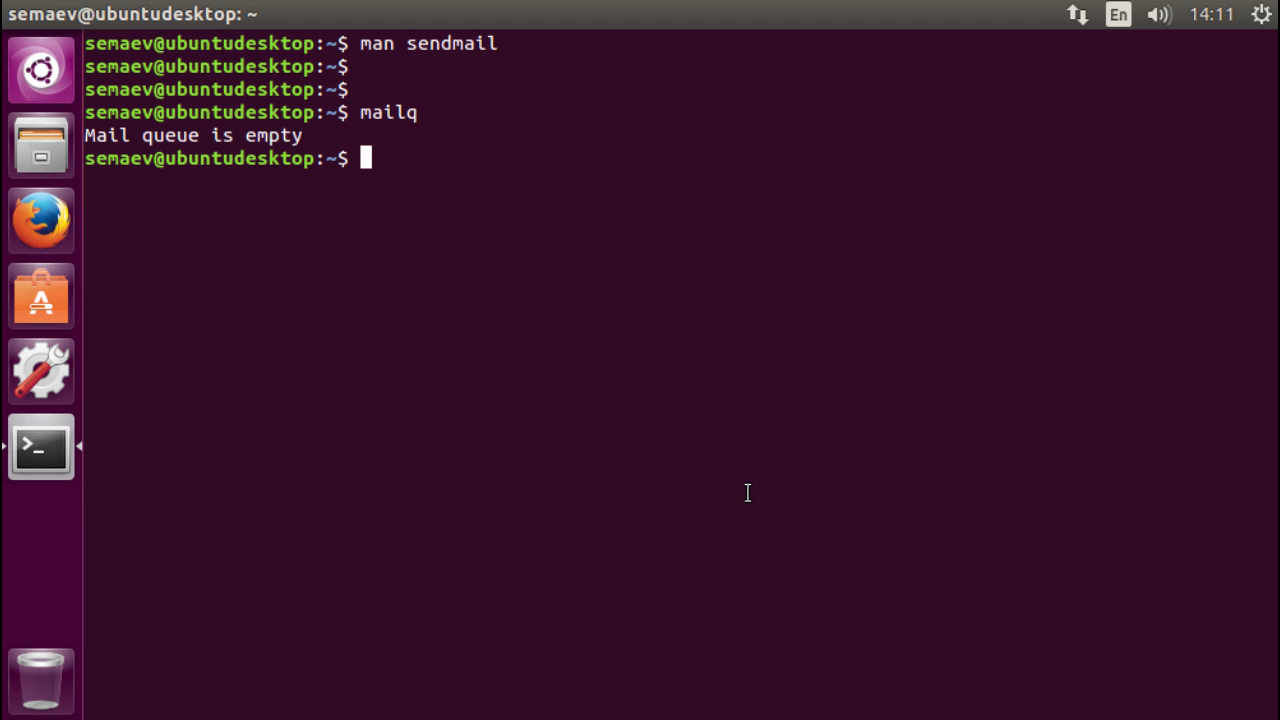 semaev@ubuntudesktop: ~
En
14:11
semaev@ubuntudesktop:~$ man sendmail
semaev@ubuntudesktop:~$
semaev@ubuntudesktop:~$
semaev@ubuntudesktop:~$ mailq
Mail queue is empty
semaev@ubuntudesktop:~$